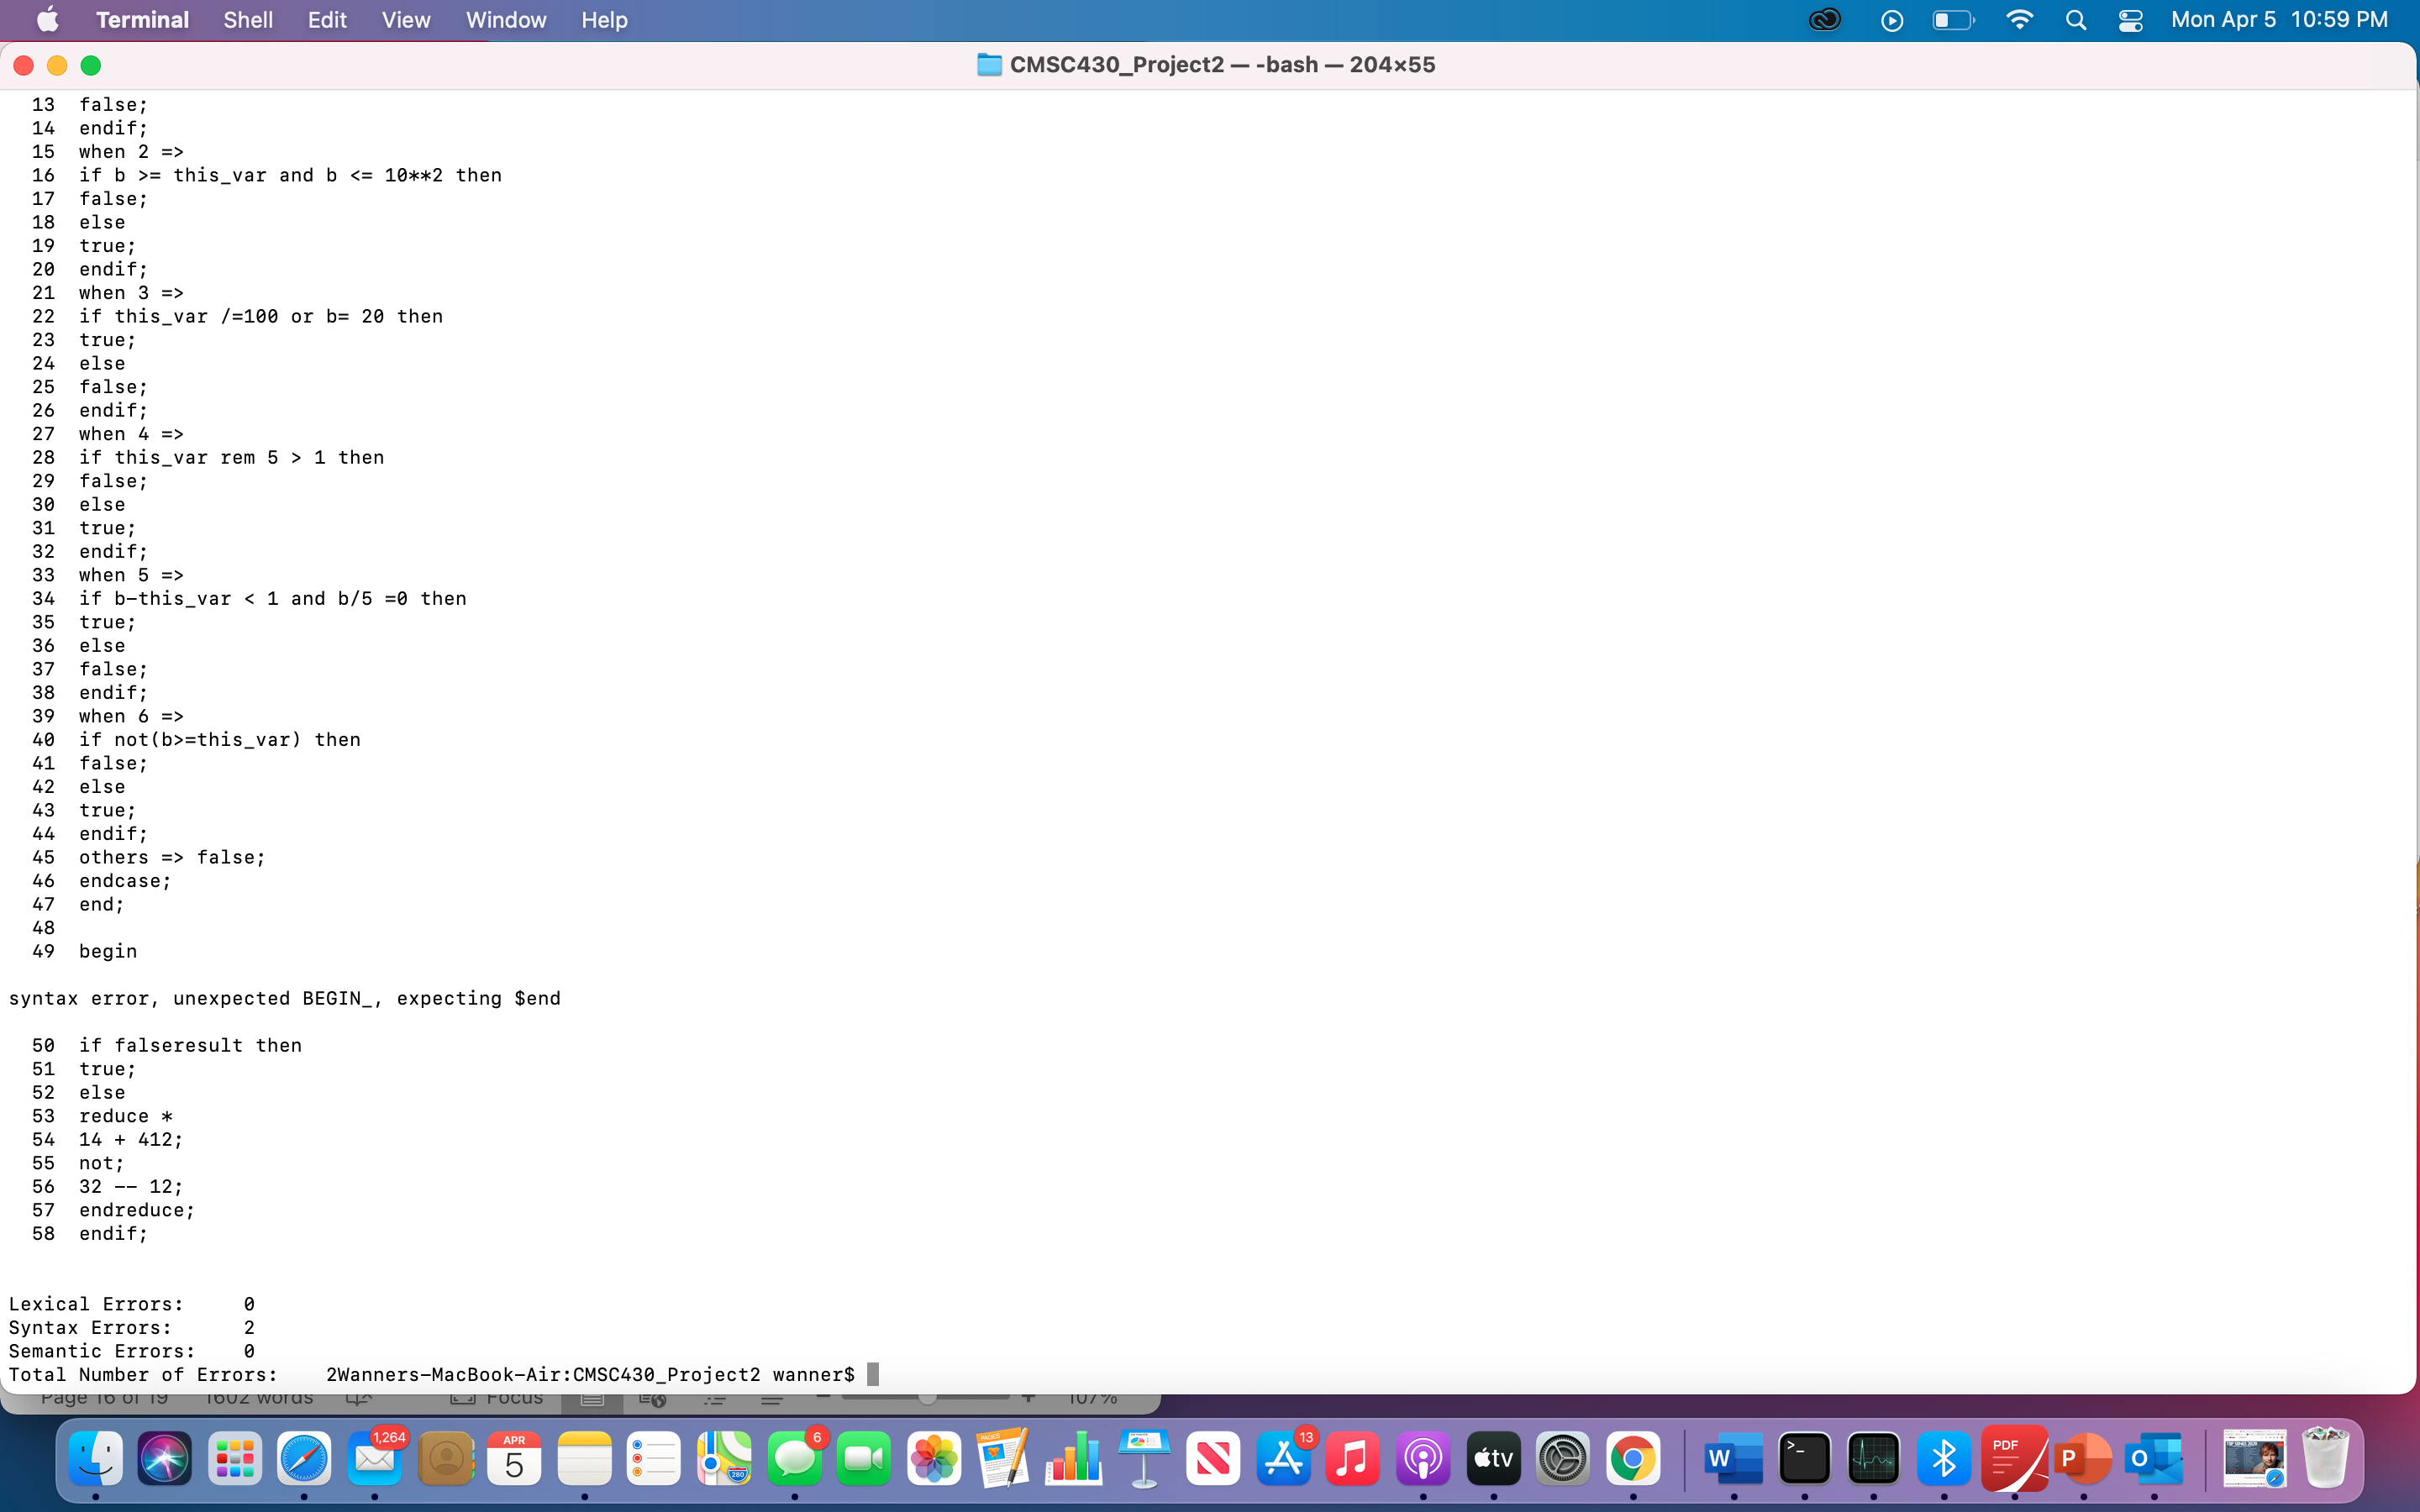 Terminal Shell Edit View Window Help Mon Apr 5 10:59 PM
CMSC430_Project2 — -bash — 204×55
13 false;
14 endif;
15 when 2 =>
16 if b >= this_var and b <= 10**2 then
17 false;
18 else
19 true;
20 endif;
21 when 3 =>
22 if this_var /=100 or b= 20 then
23 true;
24 else
25 false;
26 endif;
27 when 4 =>
28 if this_var rem 5 > 1 then
29 false;
30 else
31 true;
32 endif;
33 when 5 =>
34 if b-this_var < 1 and b/5 =0 then
35 true;
36 else
37 false;
38 endif;
39 when 6 =>
40 if not(b>=this_var) then
41 false;
42 else
43 true;
44 endif;
45 others => false;
46 endcase;
47 end;
48
49 begin
syntax error, unexpected BEGIN_, expecting $end
50 if falseresult then
51 true;
52 else
53 reduce *
54 14 + 412;
55 not;
56 32 -- 12;
57 endreduce;
58 endif;
Lexical Errors: 0
Syntax Errors: 2
Semantic Errors: 0
Total Number of Errors: 2Wanners-MacBook-Air:CMSC430_Project2 wanner$
Page 16 of 19 1602 words Focus 107%
1,264 APR 5 280 6 PAGES 13 tv W >_ PDF P O